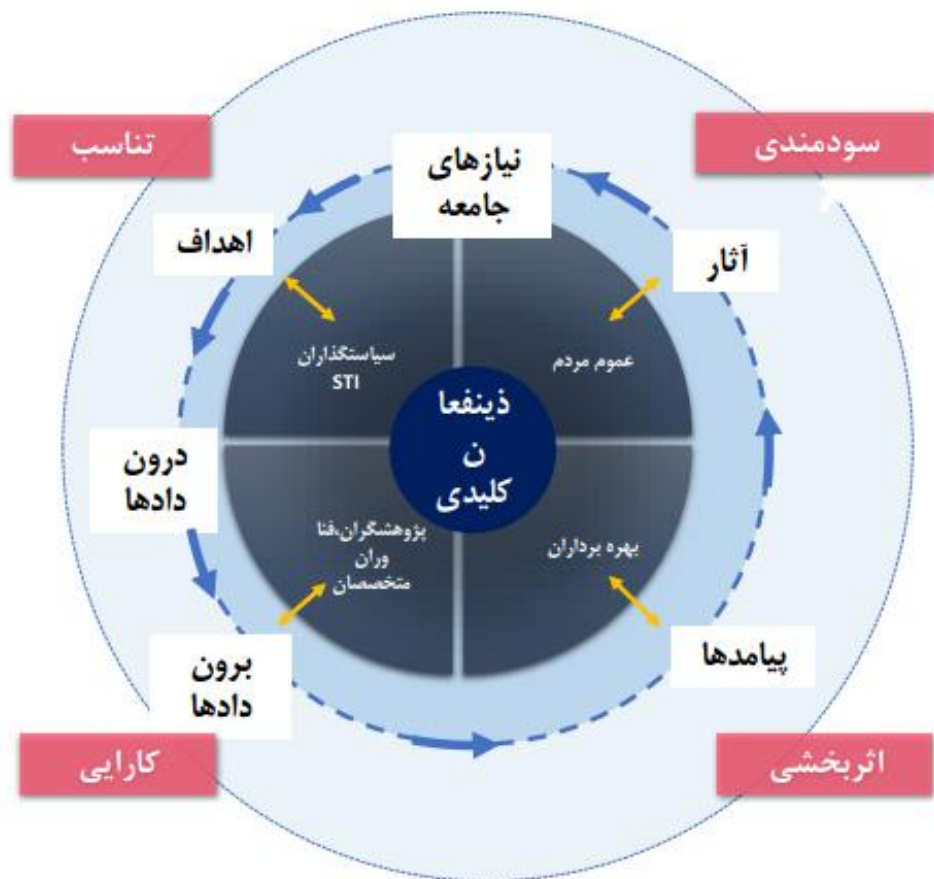 سودمندی
تناسب
نیازهای
جامعه
آثار
اهداف
عموم مردم
سیاستگذاران
STI
ذینفعا
ن
کلیدی
درون
دادها
پژوهشگران،فنا
وران
متخصصان
بهره برداران
پیامدها
برون
دادها
اثربخشی
کارایی